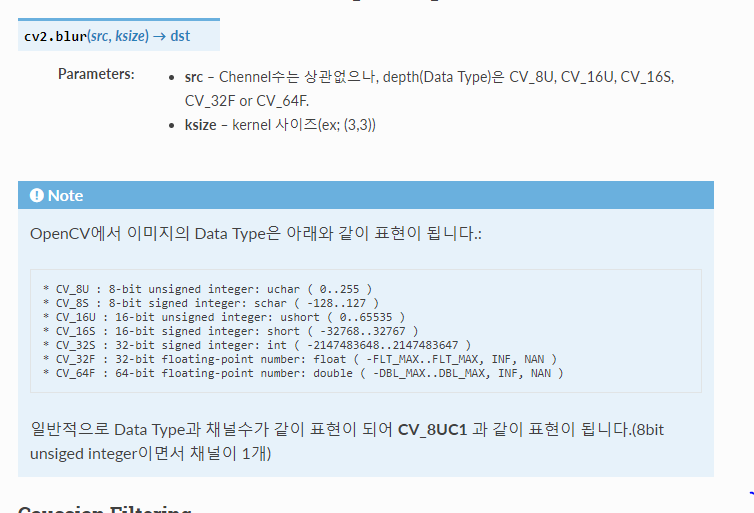 cv2.blur(src, ksize) → dst
Parameters:
• src – Chennel수는 상관없으나, depth(Data Type)은 CV_8U, CV_16U, CV_16S,
CV_32F or CV_64F.
• ksize – kernel 사이즈(ex; (3,3))
Note
OpenCV에서 이미지의 Data Type은 아래와 같이 표현이 됩니다.:
* CV_8U : 8-bit unsigned integer: uchar ( 0..255 )
* CV_8S : 8-bit signed integer: schar ( -128..127 )
* CV_16U : 16-bit unsigned integer: ushort ( 0..65535 )
* CV_16S : 16-bit signed integer: short ( -32768..32767 )
* CV_32S : 32-bit signed integer: int ( -2147483648..2147483647 )
* CV_32F : 32-bit floating-point number: float ( -FLT_MAX..FLT_MAX, INF, NAN )
* CV_64F : 64-bit floating-point number: double ( -DBL_MAX..DBL_MAX, INF, NAN )
일반적으로 Data Type과 채널수가 같이 표현이 되어 CV_8UC1 과 같이 표현이 됩니다.(8bit
unsiged integer이면서 채널이 1개)
Gaussian Filtering